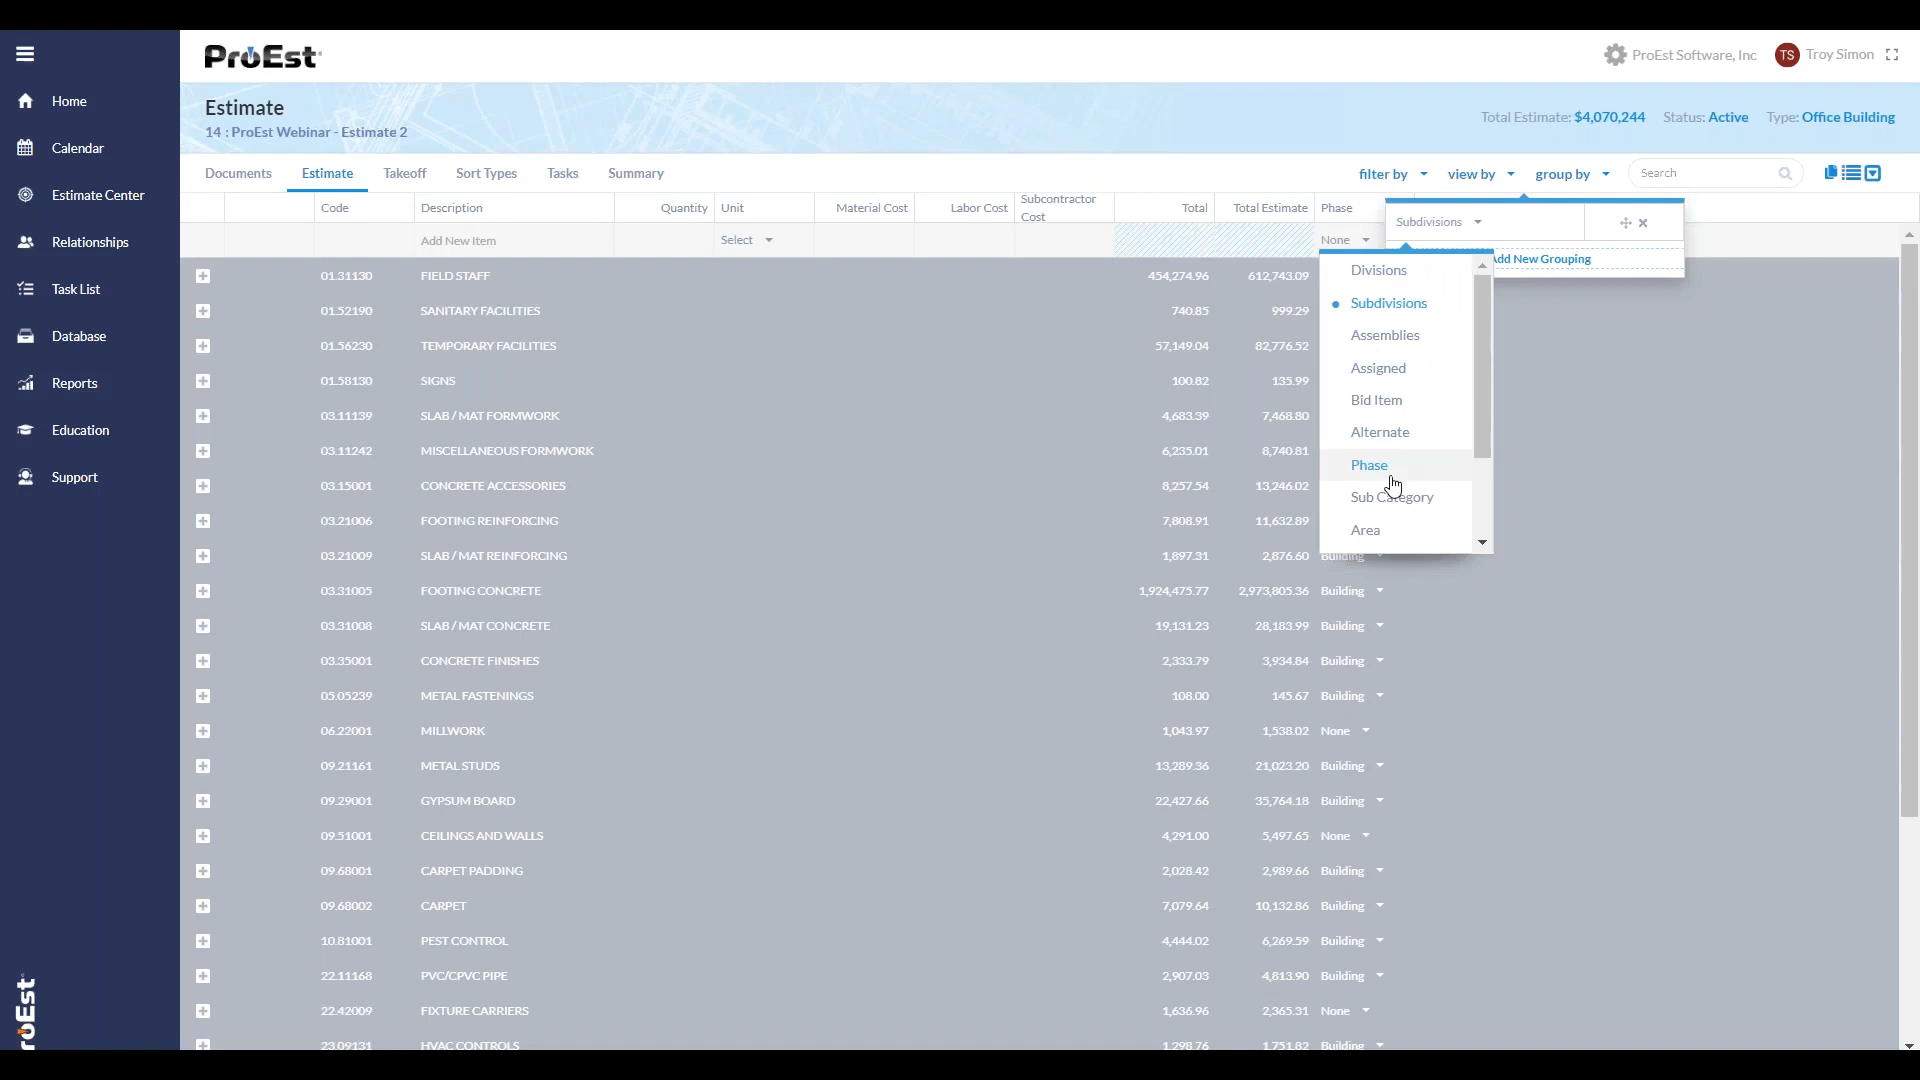 ProEst
ProEst Software, Inc
TS
Troy Simon
Home
Calendar
Estimate Center
Relationships
Task List
Database
Reports
Education
Support
Estimate
14 : ProEst Webinar - Estimate 2
Total Estimate: $4,070,244 Status: Active Type: Office Building
Documents Estimate Takeoff Sort Types Tasks Summary
filter by view by group by Search
Code Description Quantity Unit Material Cost Labor Cost Subcontractor Cost Total Total Estimate Phase
Add New Item Select None
Subdivisions
Add New Grouping
Divisions
Subdivisions
Assemblies
Assigned
Bid Item
Alternate
Phase
Sub Category
Area
01.31130 FIELD STAFF 454,274.96 612,743.09
01.52190 SANITARY FACILITIES 740.85 999.29
01.56230 TEMPORARY FACILITIES 57,149.04 82,776.52
01.58130 SIGNS 100.82 135.99
03.11139 SLAB / MAT FORMWORK 4,683.39 7,468.80
03.11242 MISCELLANEOUS FORMWORK 6,235.01 8,740.81
03.15001 CONCRETE ACCESSORIES 8,257.54 13,246.02
03.21006 FOOTING REINFORCING 7,808.91 11,632.89
03.21009 SLAB / MAT REINFORCING 1,897.31 2,876.60 Building
03.31005 FOOTING CONCRETE 1,924,475.77 2,973,805.36 Building
03.31008 SLAB / MAT CONCRETE 19,131.23 28,183.99 Building
03.35001 CONCRETE FINISHES 2,333.79 3,934.84 Building
05.05239 METAL FASTENINGS 108.00 145.67 Building
06.22001 MILLWORK 1,043.97 1,538.02 None
09.21161 METAL STUDS 13,289.36 21,023.20 Building
09.29001 GYPSUM BOARD 22,427.66 35,764.18 Building
09.51001 CEILINGS AND WALLS 4,291.00 5,497.65 None
09.68001 CARPET PADDING 2,028.42 2,989.66 Building
09.68002 CARPET 7,079.64 10,132.86 Building
10.81001 PEST CONTROL 4,444.02 6,269.59 Building
22.11168 PVC/CPVC PIPE 2,907.03 4,813.90 Building
22.42009 FIXTURE CARRIERS 1,636.96 2,365.31 None
23.09131 HVAC CONTROLS 1,298.76 1,751.82 Building
roEst